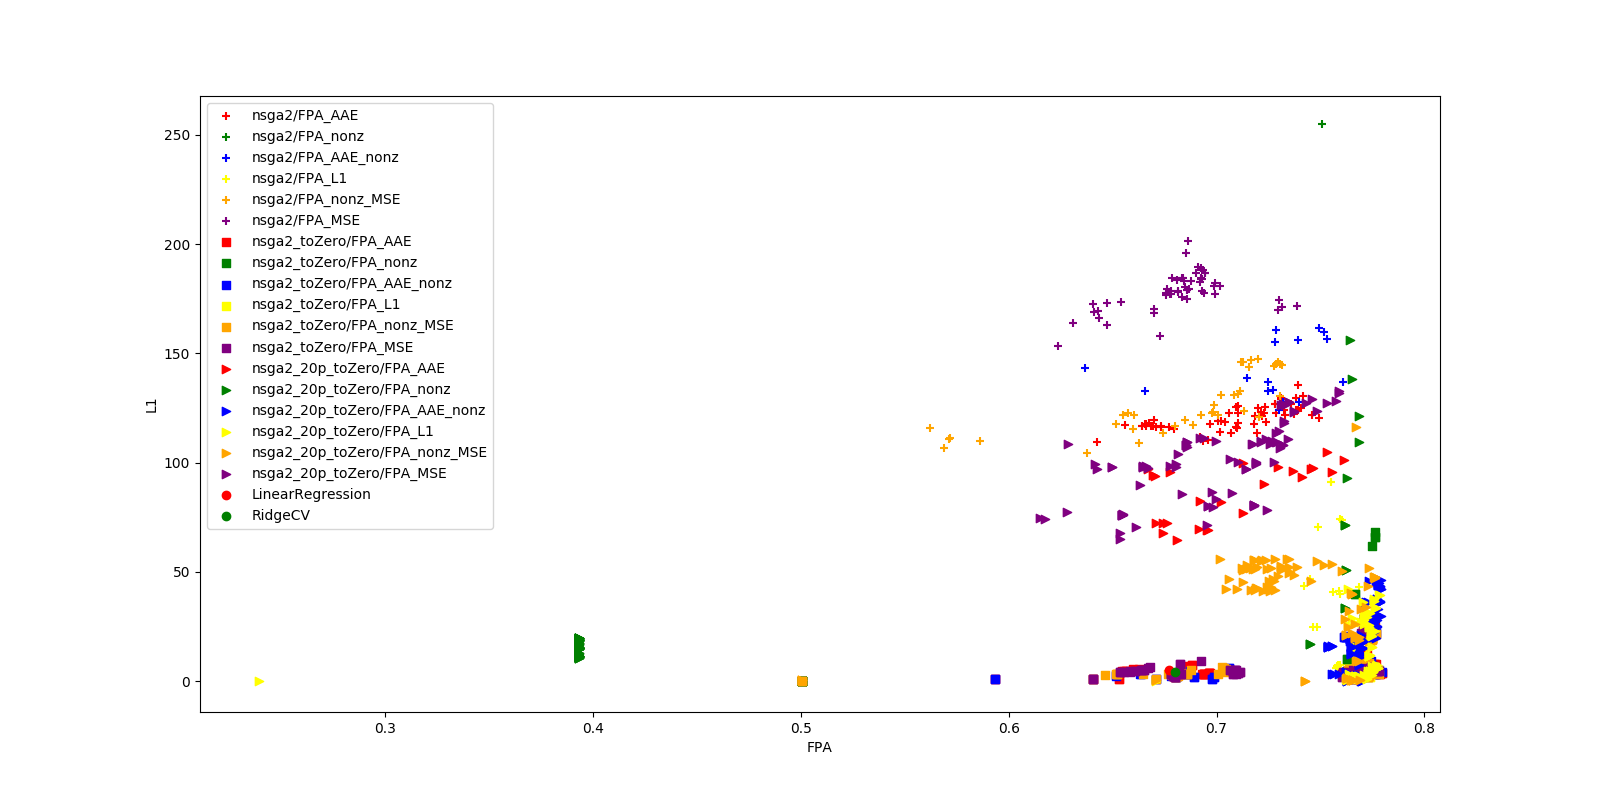 250
200
150
100
50
0
L1
nsga2/FPA_AAE
nsga2/FPA_nonz
nsga2/FPA_AAE_nonz
nsga2/FPA_L1
nsga2/FPA_nonz_MSE
nsga2/FPA_MSE
nsga2_toZero/FPA_AAE
nsga2_toZero/FPA_nonz
nsga2_toZero/FPA_AAE_nonz
nsga2_toZero/FPA_L1
nsga2_toZero/FPA_nonz_MSE
nsga2_toZero/FPA_MSE
nsga2_20p_toZero/FPA_AAE
nsga2_20p_toZero/FPA_nonz
nsga2_20p_toZero/FPA_AAE_nonz
nsga2_20p_toZero/FPA_L1
nsga2_20p_toZero/FPA_nonz_MSE
nsga2_20p_toZero/FPA_MSE
LinearRegression
RidgeCV
0.3 0.4 0.5 0.6 0.7 0.8
FPA